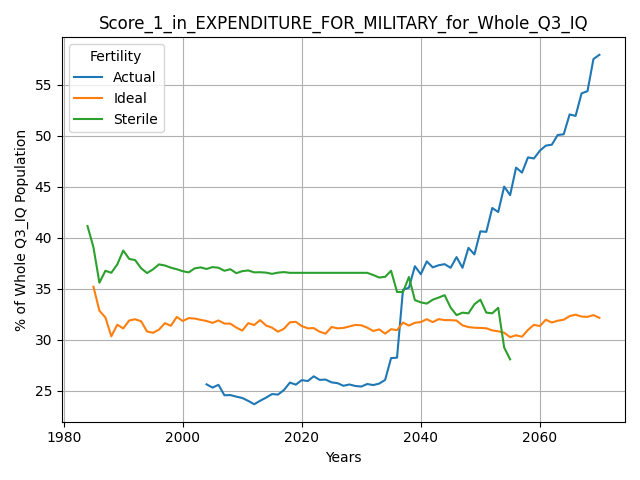 Score_1_in_EXPENDITURE_FOR_MILITARY_for_Whole_Q3_IQ
Fertility
Actual
Ideal
Sterile
% of Whole Q3_IQ Population
55
50
45
40
35
30
25
1980 2000 2020 2040 2060
Years